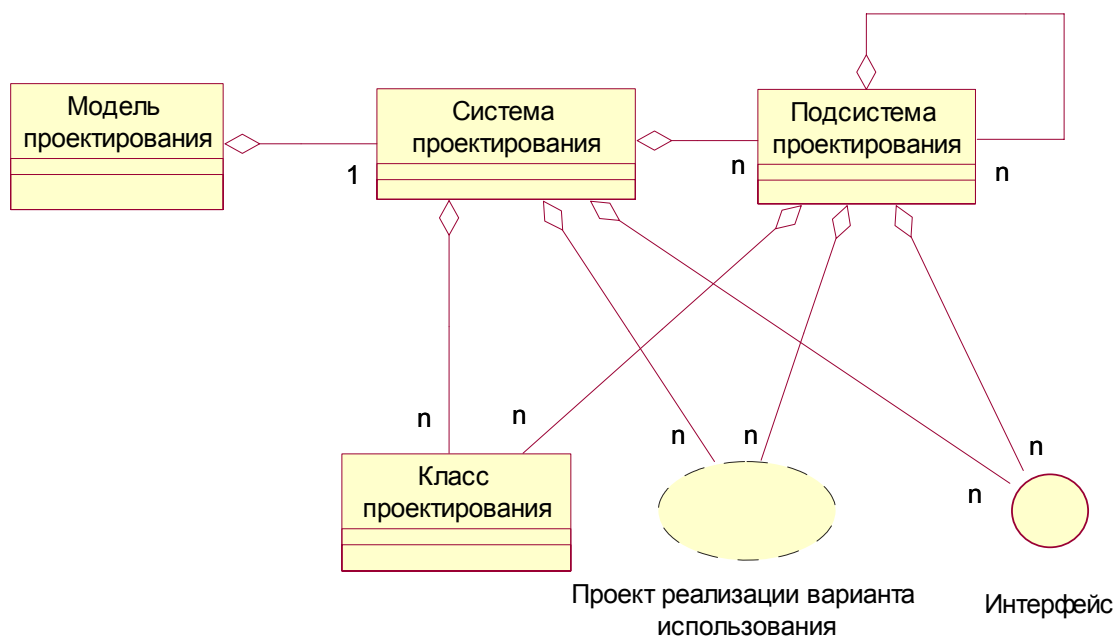 Модель
проектирования
Система
проектирования
Подсистема
проектирования
1
n
n
n
n
n
n
n
n
Класс
проектирования
Проект реализации варианта
использования
Интерфейс